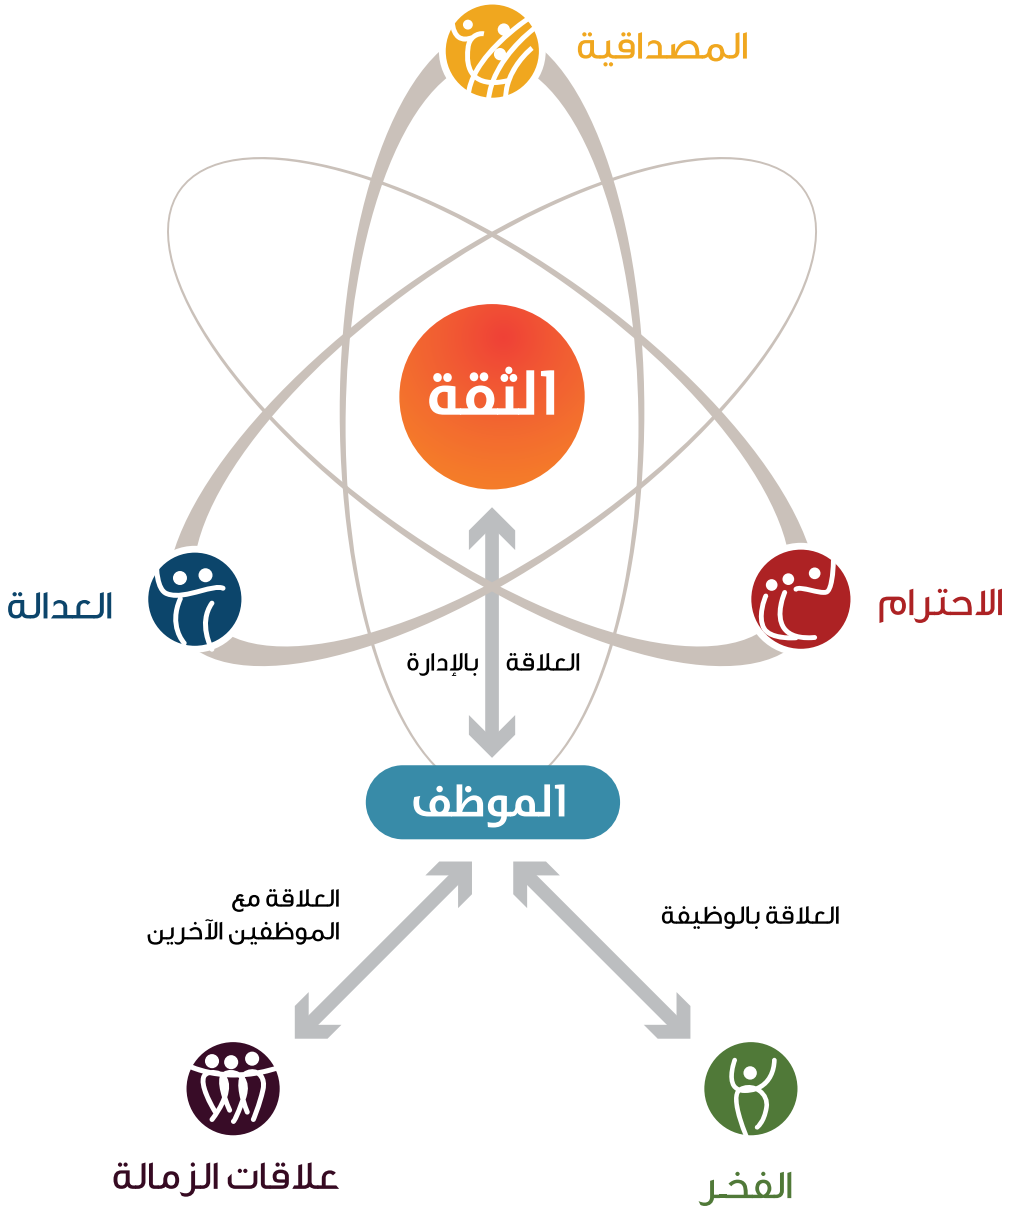 المصداقية
الثقة
الاحترام
العدالة
العلاقة بالإدارة
الموظف
العلاقة مع
الموظفين الآخرين
العلاقة بالوظيفة
علاقات الزمالة
الفخر